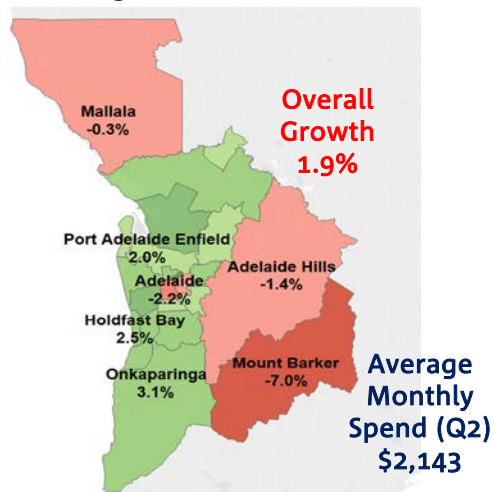 Mallala
-0.3%
Overall
Growth
1.9%
Port Adelaide Enfield
2.0%
Adelaide
-2.2%
Adelaide Hills
-1.4%
Holdfast Bay
2.5%
Onkaparinga
3.1%
Mount Barker
-7.0%
Average
Monthly
Spend (Q2)
$2,143